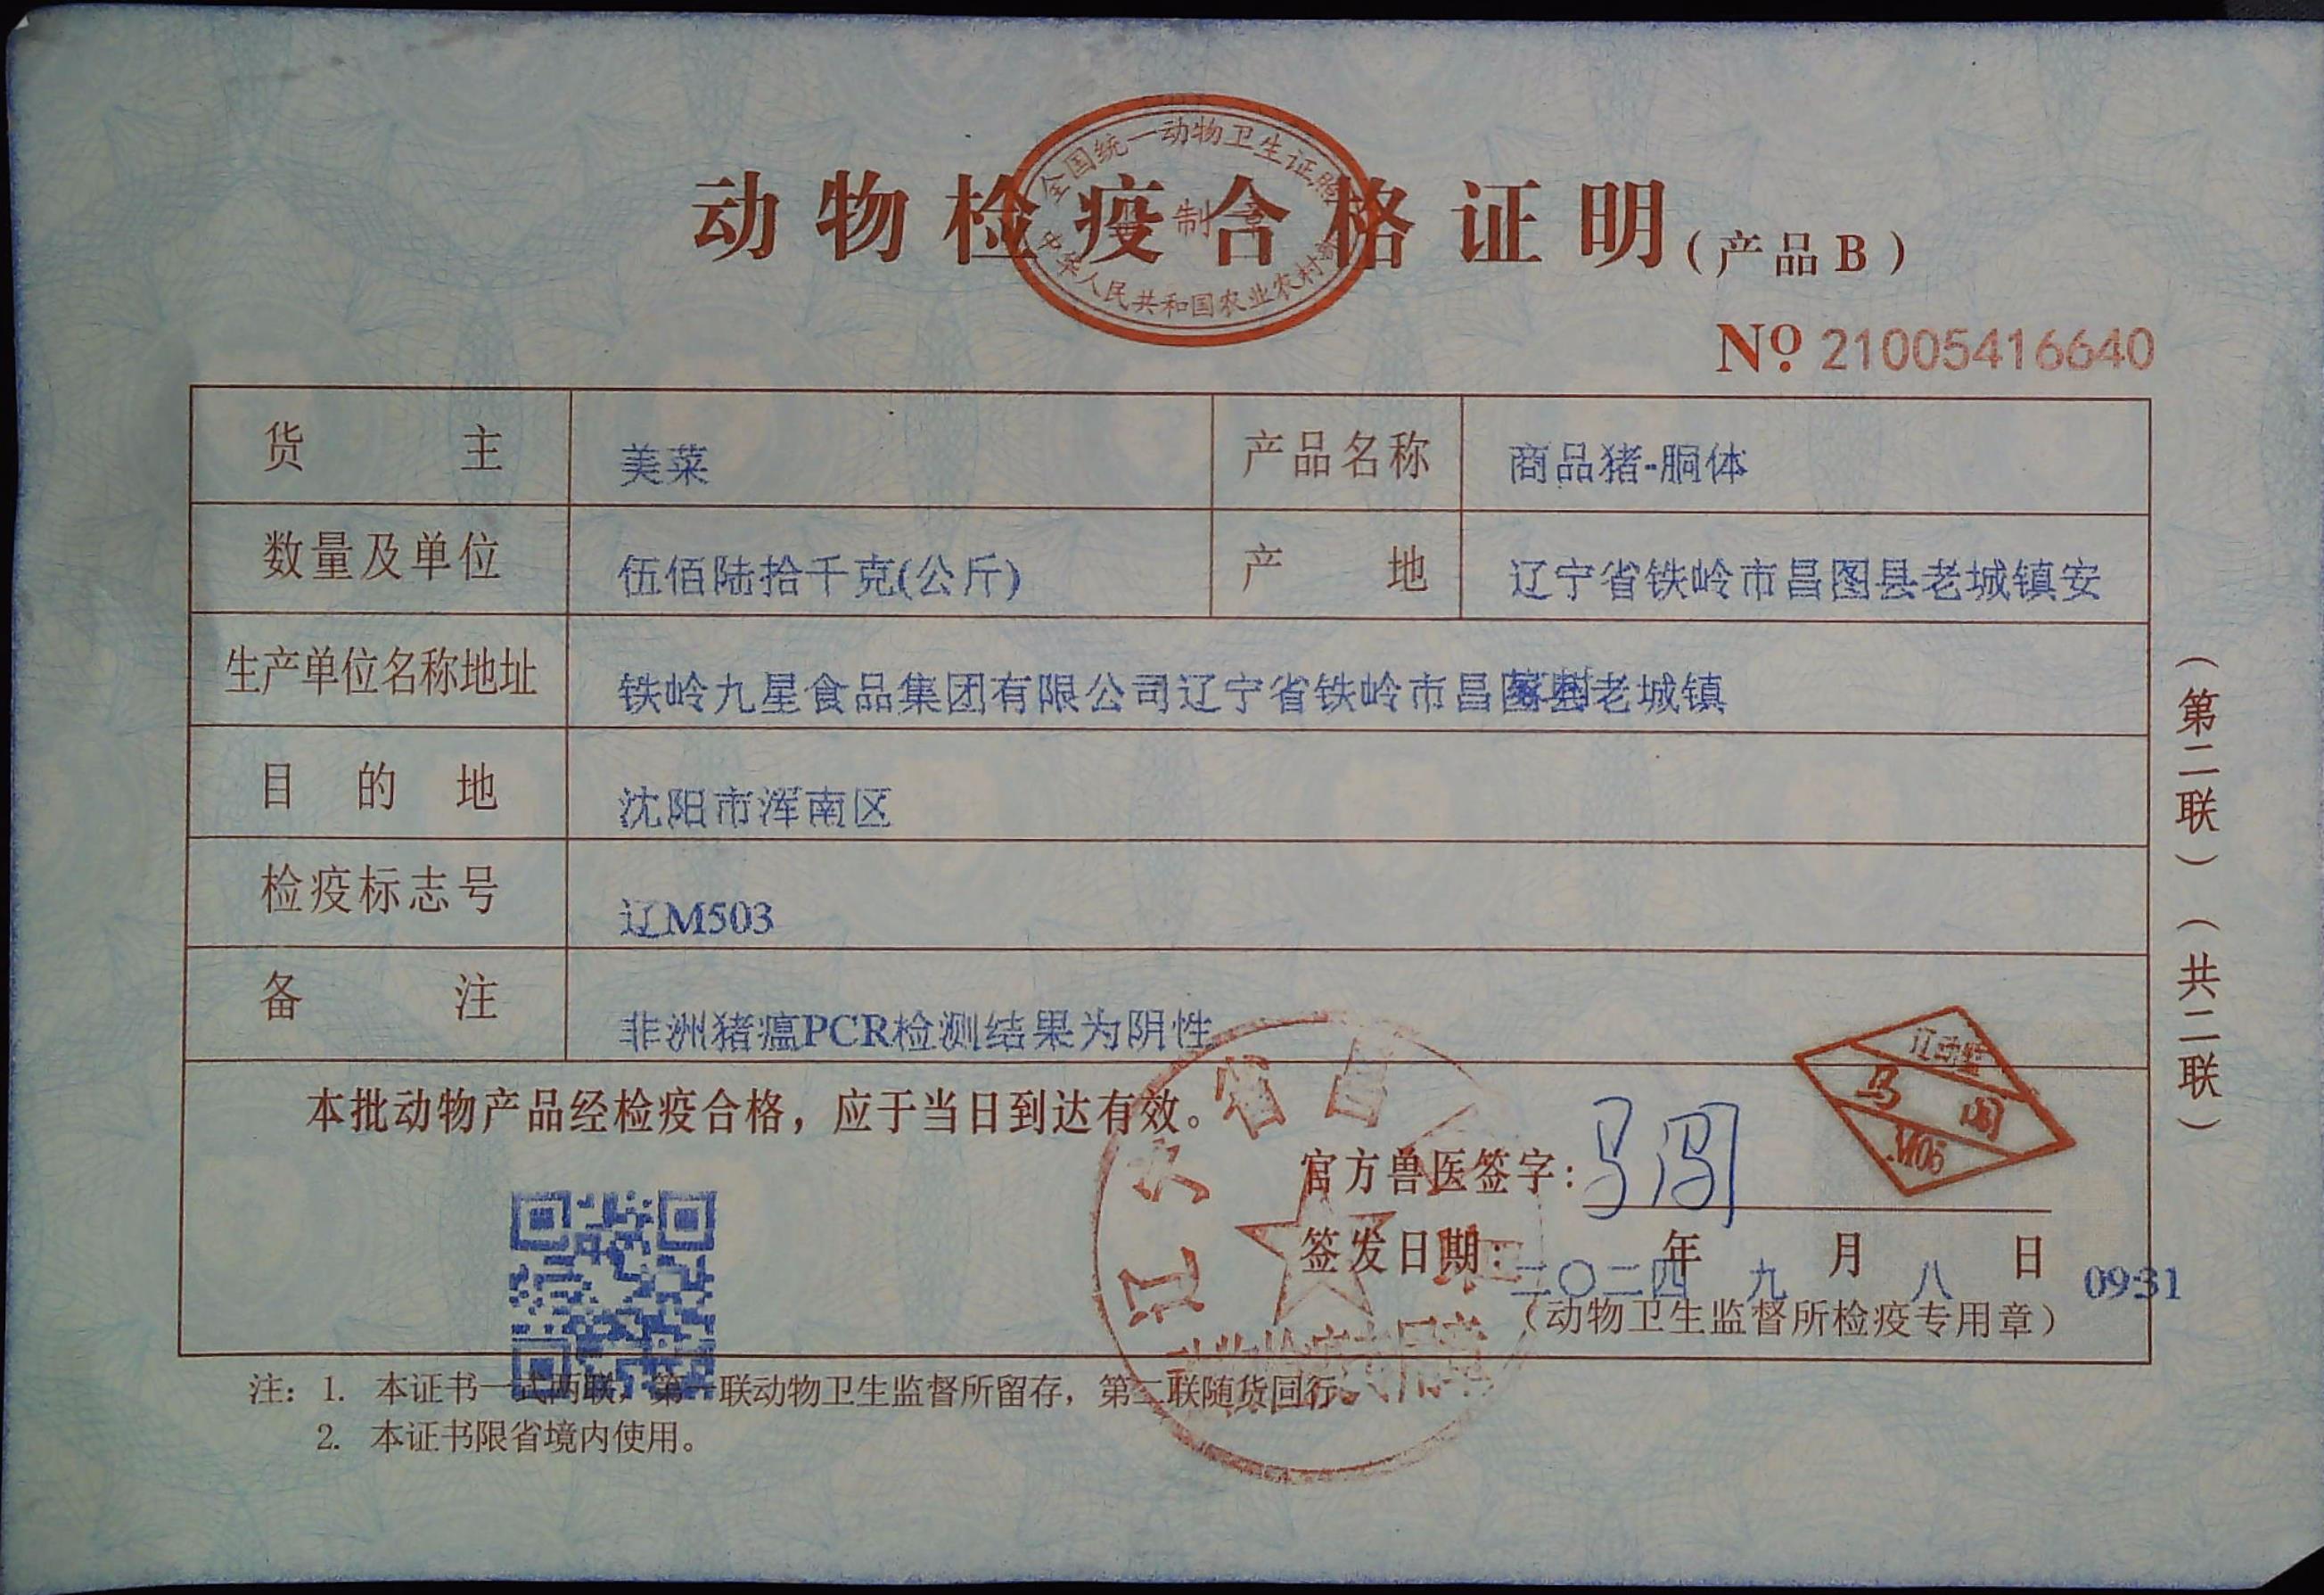 全国统一动物卫生证照
制
中华人民共和国农业农村部
动物检疫合格证明(产品B)
№ 21005416640
货主 美菜 产品名称 商品猪-胴体
数量及单位 伍佰陆拾千克(公斤) 产地 辽宁省铁岭市昌图县老城镇安
生产单位名称地址 铁岭九星食品集团有限公司辽宁省铁岭市昌图县老城镇
目的地 沈阳市浑南区
检疫标志号 辽M503
备注 非洲猪瘟PCR检测结果为阴性
(第二联)(共二联)
本批动物产品经检疫合格，应于当日到达有效。
官方兽医签字：马闯
马闯
M05
签发日期：二〇二四年九月八日 0931
(动物卫生监督所检疫专用章)
辽宁省昌
注：1. 本证书一式两联，第一联动物卫生监督所留存，第二联随货同行。
2. 本证书限省境内使用。